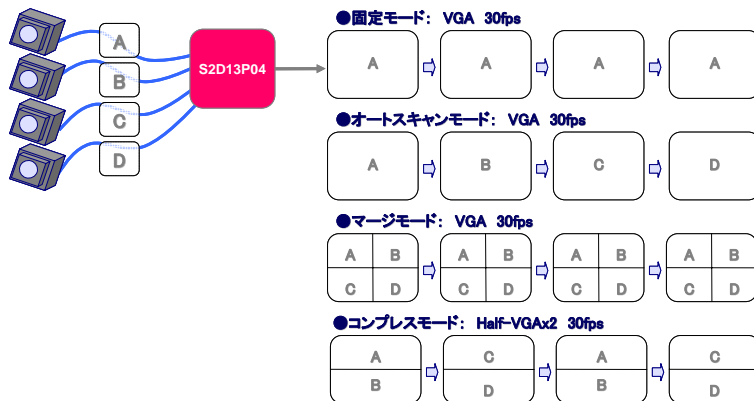 A
B
C
D
S2D13P04
●固定モード: VGA 30fps
A A A A
●オートスキャンモード: VGA 30fps
A B C D
●マージモード: VGA 30fps
A B A B A B A B
C D C D C D C D
●コンプレスモード: Half-VGAx2 30fps
A C A C
B D B D